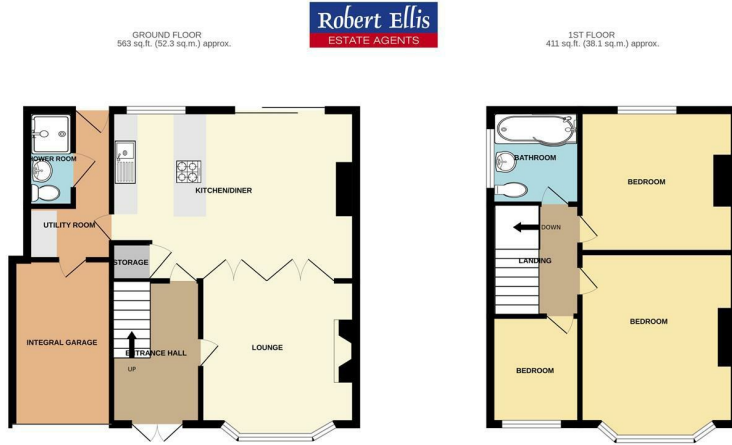 Robert Ellis
ESTATE AGENTS
GROUND FLOOR
563 sq.ft. (52.3 sq.m.) approx.
1ST FLOOR
411 sq.ft. (38.1 sq.m.) approx.
OWER ROOM
KITCHEN/DINER
UTILITY ROOM
STORAGE
INTEGRAL GARAGE
ENTRANCE HALL
UP
LOUNGE
BATHROOM
BEDROOM
DOWN
LANDING
BEDROOM
BEDROOM